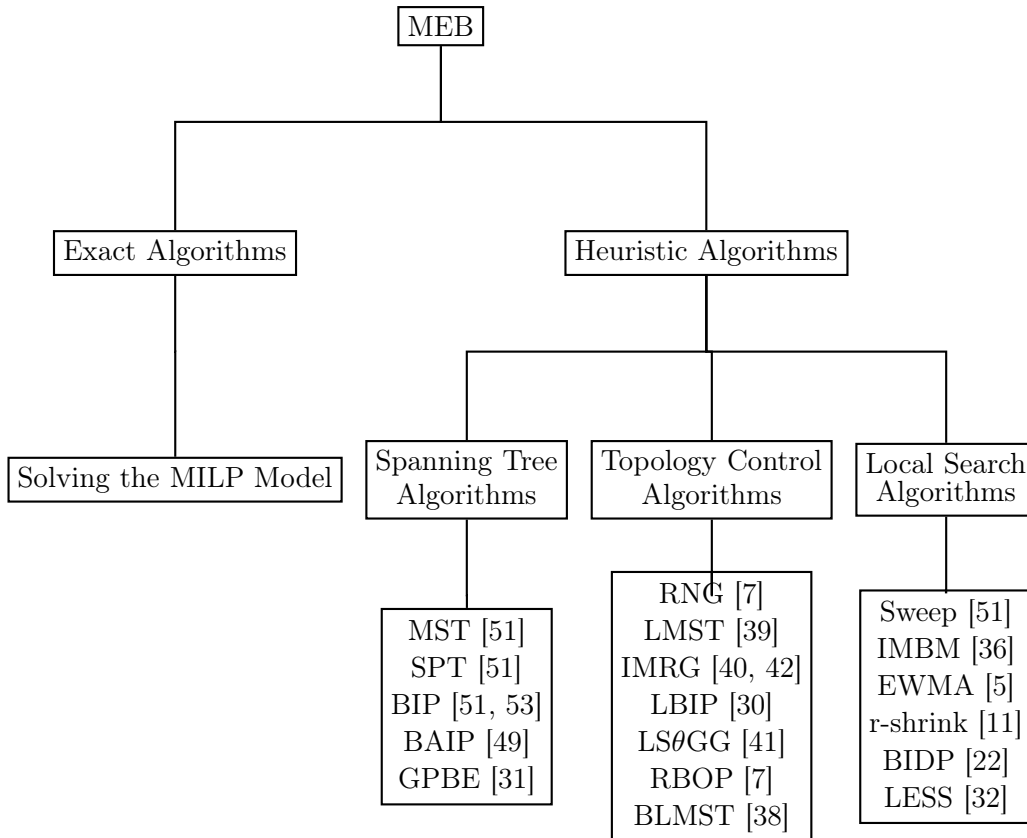 MEB
Exact Algorithms
Heuristic Algorithms
Solving the MILP Model
Spanning Tree
Algorithms
Topology Control
Algorithms
Local Search
Algorithms
MST [51]
SPT [51]
BIP [51, 53]
BAIP [49]
GPBE [31]
RNG [7]
LMST [39]
IMRG [40, 42]
LBIP [30]
LSθGG [41]
RBOP [7]
BLMST [38]
Sweep [51]
IMBM [36]
EWMA [5]
r-shrink [11]
BIDP [22]
LESS [32]